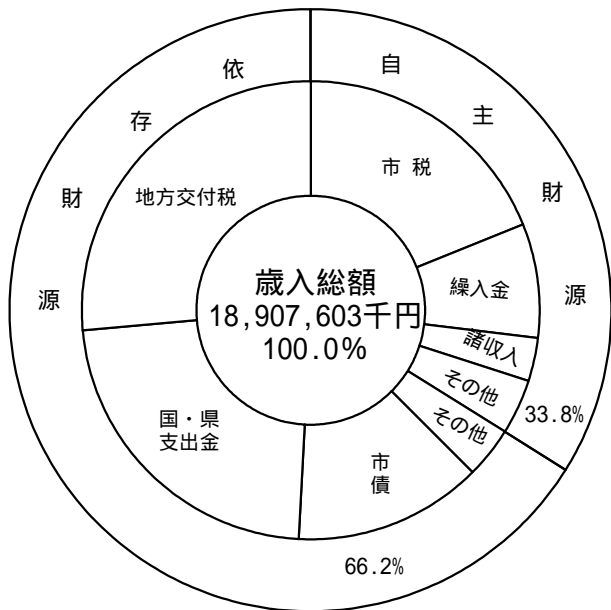 依存財源
自主財源
市税
地方交付税
繰入金
歳入総額
18,907,603千円
100.0%
諸収入
その他
33.8%
その他
国・県
支出金
市
債
66.2%